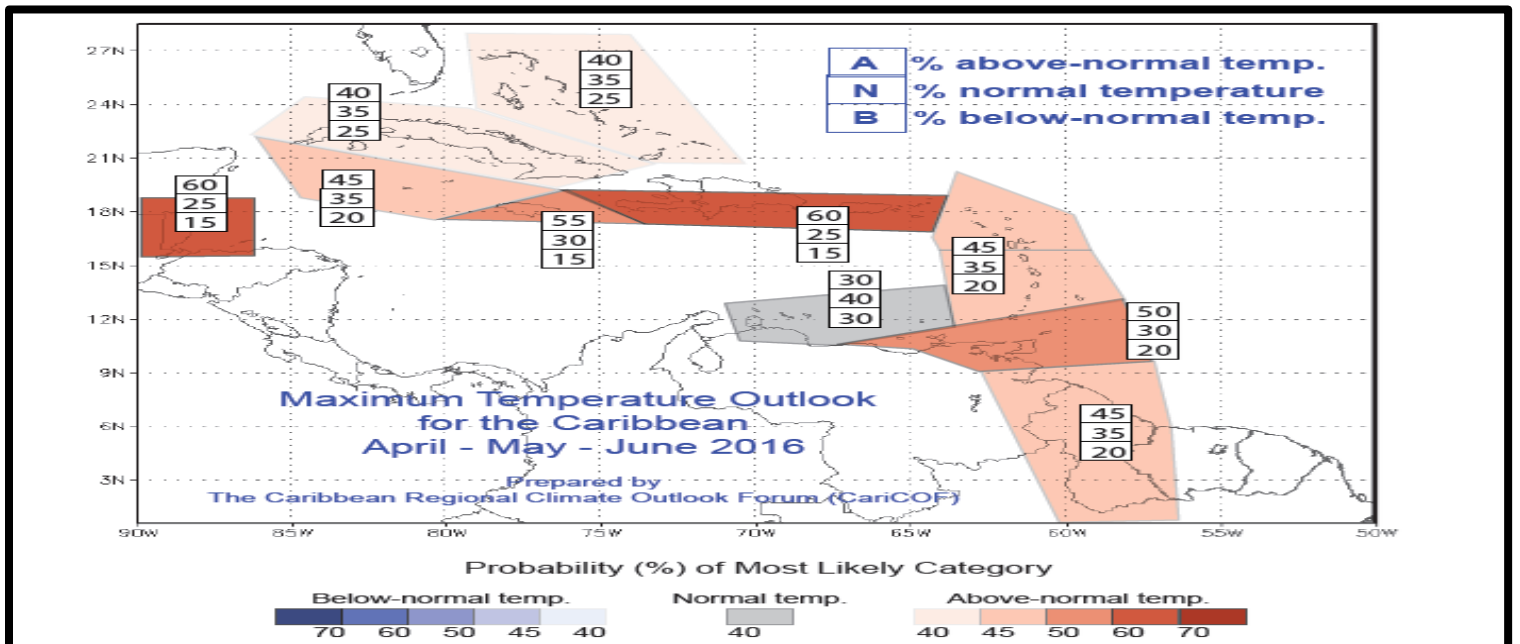 27N
24N
21N
18N
15N
12N
9N
6N
3N
A % above-normal temp.
N % normal temperature
B % below-normal temp.
40
35
25
40
35
25
60
25
15
45
35
20
55
30
15
60
25
15
45
35
20
30
40
30
50
30
20
45
35
20
Maximum Temperature Outlook
for the Caribbean
April - May - June 2016
Prepared by
The Caribbean Regional Climate Outlook Forum (CariCOF)
90W 85W 80W 75W 70W 65W 60W 55W 50W
Probability (%) of Most Likely Category
Below-normal temp. Normal temp. Above-normal temp.
70 60 50 45 40 40 40 45 50 60 70